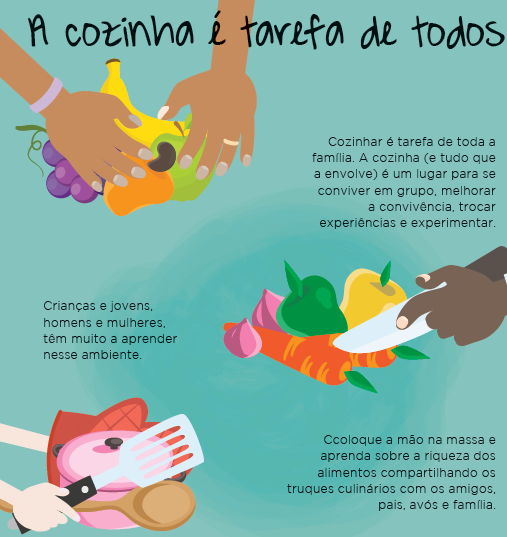 A cozinha é tarefa de todos
Cozinhar é tarefa de toda a
família. A cozinha (e tudo que
a envolve) é um lugar para se
conviver em grupo, melhorar
a convivência, trocar
experiências e experimentar.
Crianças e jovens,
homens e mulheres,
têm muito a aprender
nesse ambiente.
Ccoloque a mão na massa e
aprenda sobre a riqueza dos
alimentos compartilhando os
truques culinários com os amigos,
pais, avós e família.